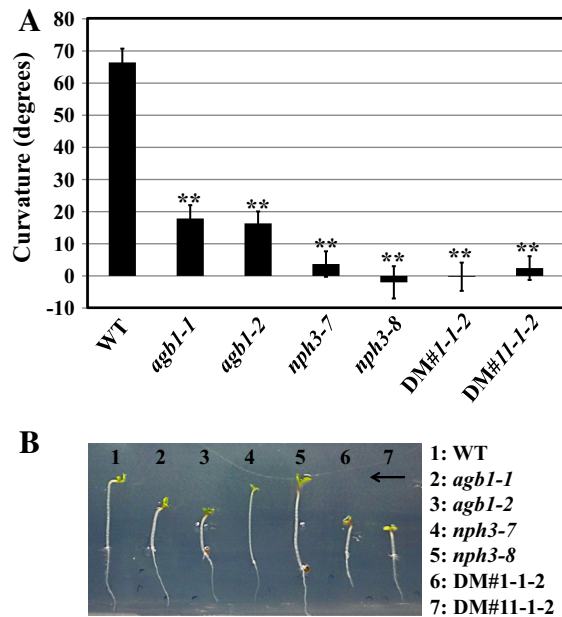 A
Curvature (degrees)
80
70
60
50
40
30
20
10
0
-10
**
**
**
**
**
**
WT
agb1-1
agb1-2
nph3-7
nph3-8
DM#1-1-2
DM#11-1-2
B
1 2 3 4 5 6 7
1: WT
2: agb1-1
3: agb1-2
4: nph3-7
5: nph3-8
6: DM#1-1-2
7: DM#11-1-2